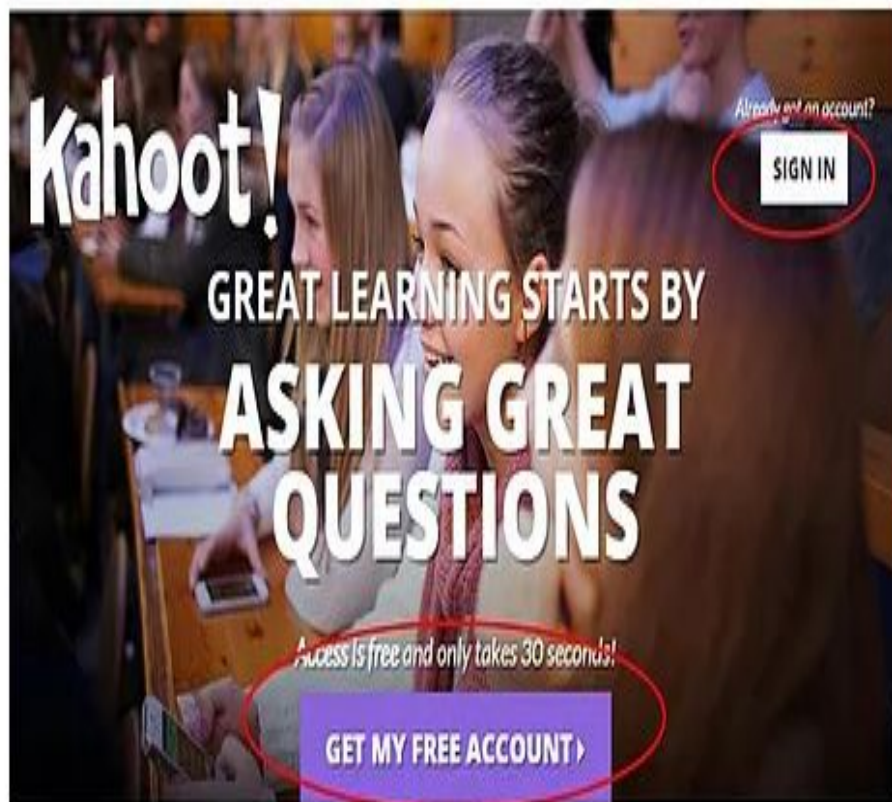 Kahoot!
Already got an account?
SIGN IN
GREAT LEARNING STARTS BY
ASKING GREAT
QUESTIONS
Access is free and only takes 30 seconds!
GET MY FREE ACCOUNT